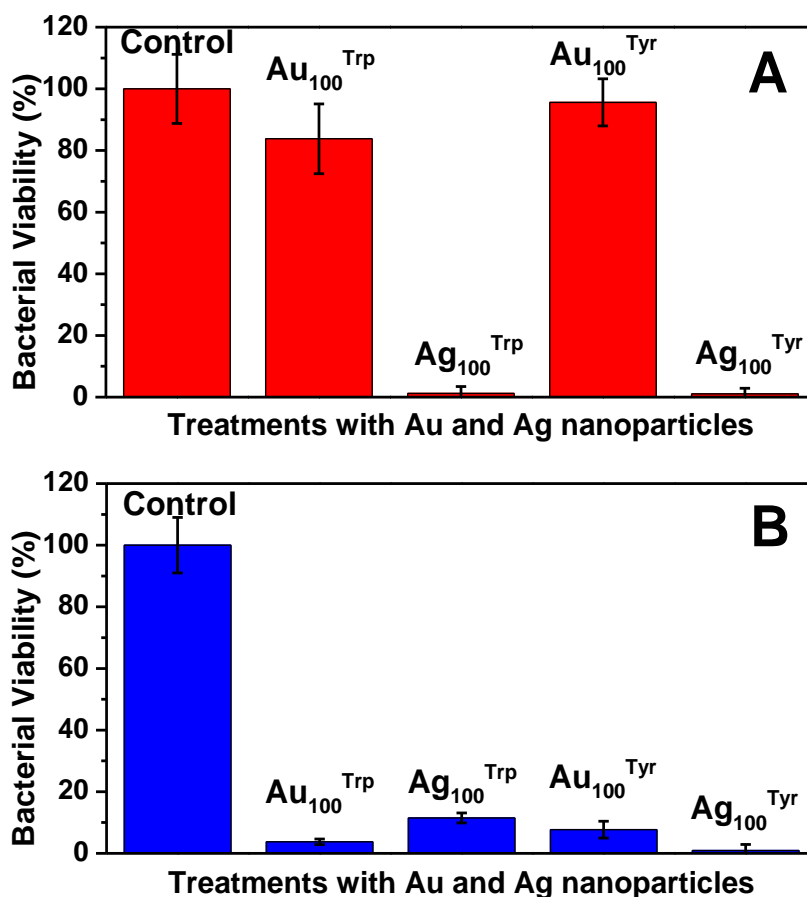 120
Control
Au100Trp
Au100Tyr
A
100
80
60
40
20
Ag100Trp
Ag100Tyr
0
Bacterial Viability (%)
Treatments with Au and Ag nanoparticles
120
Control
B
100
80
60
40
20
Au100Trp
Ag100Trp
Au100Tyr
Ag100Tyr
0
Bacterial Viability (%)
Treatments with Au and Ag nanoparticles